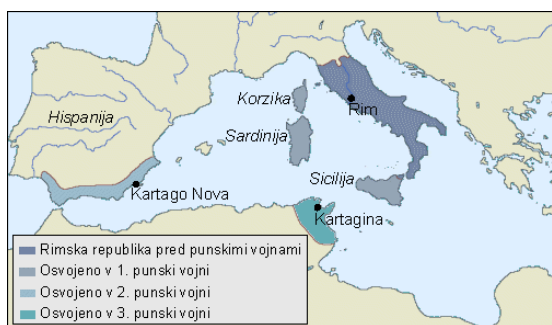 Korzika
Rim
Hispanija
Sardinija
Sicilija
Kartago Nova
Kartagina
Rimska republika pred punskimi vojnami
Osvojeno v 1. punski vojni
Osvojeno v 2. punski vojni
Osvojeno v 3. punski vojni